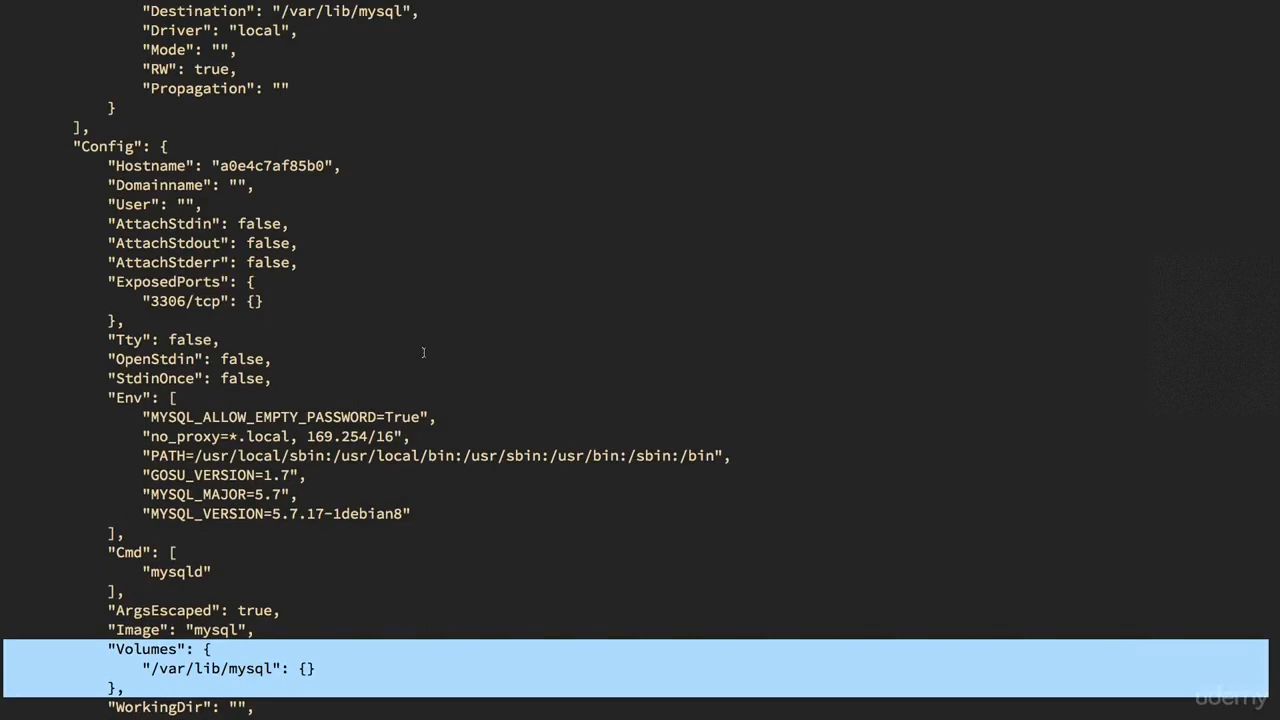 "Destination": "/var/lib/mysql",
"Driver": "local",
"Mode": "",
"RW": true,
"Propagation": ""
}
],
"Config": {
"Hostname": "a0e4c7af85b0",
"Domainname": "",
"User": "",
"AttachStdin": false,
"AttachStdout": false,
"AttachStderr": false,
"ExposedPorts": {
"3306/tcp": {}
},
"Tty": false,
"OpenStdin": false,
"StdinOnce": false,
"Env": [
"MYSQL_ALLOW_EMPTY_PASSWORD=True",
"no_proxy=*.local, 169.254/16",
"PATH=/usr/local/sbin:/usr/local/bin:/usr/sbin:/usr/bin:/sbin:/bin",
"GOSU_VERSION=1.7",
"MYSQL_MAJOR=5.7",
"MYSQL_VERSION=5.7.17-1debian8"
],
"Cmd": [
"mysqld"
],
"ArgsEscaped": true,
"Image": "mysql",
"Volumes": {
"/var/lib/mysql": {}
},
"WorkingDir": "",
udemy